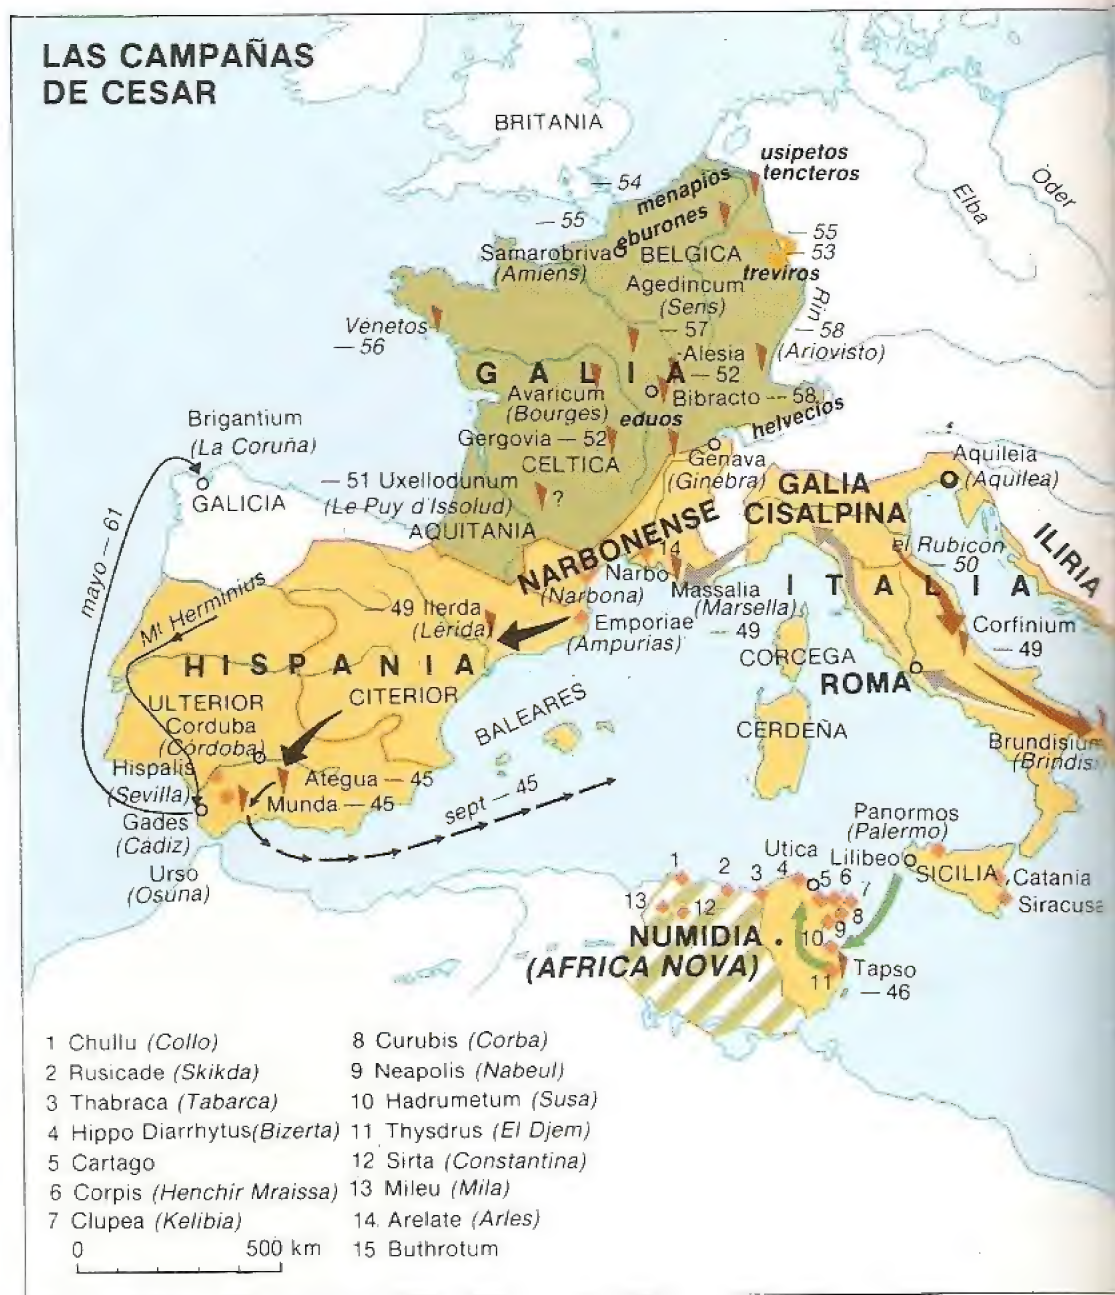 LAS CAMPAÑAS
DE CESAR
BRITANIA
usipetos
tencteros
Oder
Elba
— 54
menapios
— 55
eburones
Samarobriva
(Amiens)
BELGICA
— 55
— 53
treviros
Agedincum
(Sens)
— 57
Rin
— 58
(Ariovisto)
Vénetos
— 56
Alesia
— 52
GALIA
Avaricum
(Bourges)
Bibracto — 58
eduos
helvecios
Gergovia — 52
CELTICA
Genava
(Ginebra)
Brigantium
(La Coruña)
GALICIA
— 51 Uxellodunum
(Le Puy d'Issolud)
?
AQUITANIA
GALIA
CISALPINA
Aquileia
(Aquilea)
ILIRIA
mayo — 61
NARBONENSE
14
Narbo
(Narbona)
Massalia
(Marsella)
— 49
el Rubicón
— 50
ITALIA
Mt Herminius
— 49 Ilerda
(Lérida)
Emporiae
(Ampurias)
Corfinium
— 49
CORCEGA
ROMA
HISPANIA
ULTERIOR
CITERIOR
Corduba
(Córdoba)
BALEARES
CERDEÑA
Brundisium
(Brindisi
Hispalis
(Sevilla)
Ategua — 45
Munda — 45
sept — 45
Gades
(Cádiz)
Urso
(Osuna)
Panormos
(Palermo)
Utica
Lilibeo
SICILIA
Catania
Siracusa
1
2
3
4
5
6
7
8
9
10
11
12
13
NUMIDIA
(AFRICA NOVA)
Tapso
— 46
1 Chullu (Collo)
2 Rusicade (Skikda)
3 Thabraca (Tabarca)
4 Hippo Diarrhytus(Bizerta)
5 Cartago
6 Corpis (Henchir Mraissa)
7 Clupea (Kelibia)
8 Curubis (Corba)
9 Neapolis (Nabeul)
10 Hadrumetum (Susa)
11 Thysdrus (El Djem)
12 Sirta (Constantina)
13 Mileu (Mila)
14 Arelate (Arles)
15 Buthrotum
0 500 km